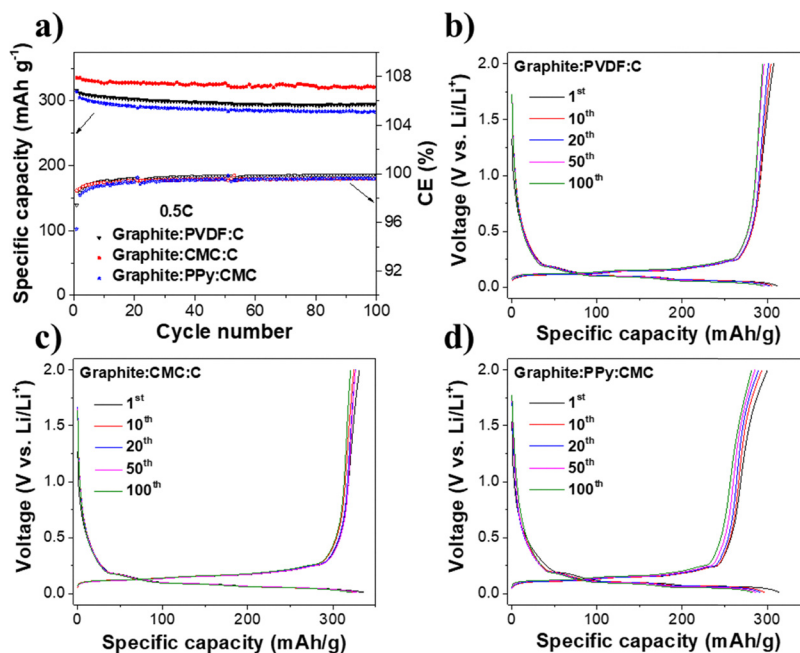 a)
Specific capacity (mAh g⁻¹)
300
200
100
0
108
106
104
102
100
98
96
94
92
CE (%)
0.5C
Graphite:PVDF:C
Graphite:CMC:C
Graphite:PPy:CMC
0 20 40 60 80 100
Cycle number
b)
Voltage (V vs. Li/Li⁺)
2.0
1.5
1.0
0.5
0.0
Graphite:PVDF:C
1ˢᵗ
10ᵗʰ
20ᵗʰ
50ᵗʰ
100ᵗʰ
0 100 200 300
Specific capacity (mAh/g)
c)
Voltage (V vs. Li/Li⁺)
2.0
1.5
1.0
0.5
0.0
Graphite:CMC:C
1ˢᵗ
10ᵗʰ
20ᵗʰ
50ᵗʰ
100ᵗʰ
0 100 200 300
Specific capacity (mAh/g)
d)
Voltage (V vs. Li/Li⁺)
2.0
1.5
1.0
0.5
0.0
Graphite:PPy:CMC
1ˢᵗ
10ᵗʰ
20ᵗʰ
50ᵗʰ
100ᵗʰ
0 100 200 300
Specific capacity (mAh/g)